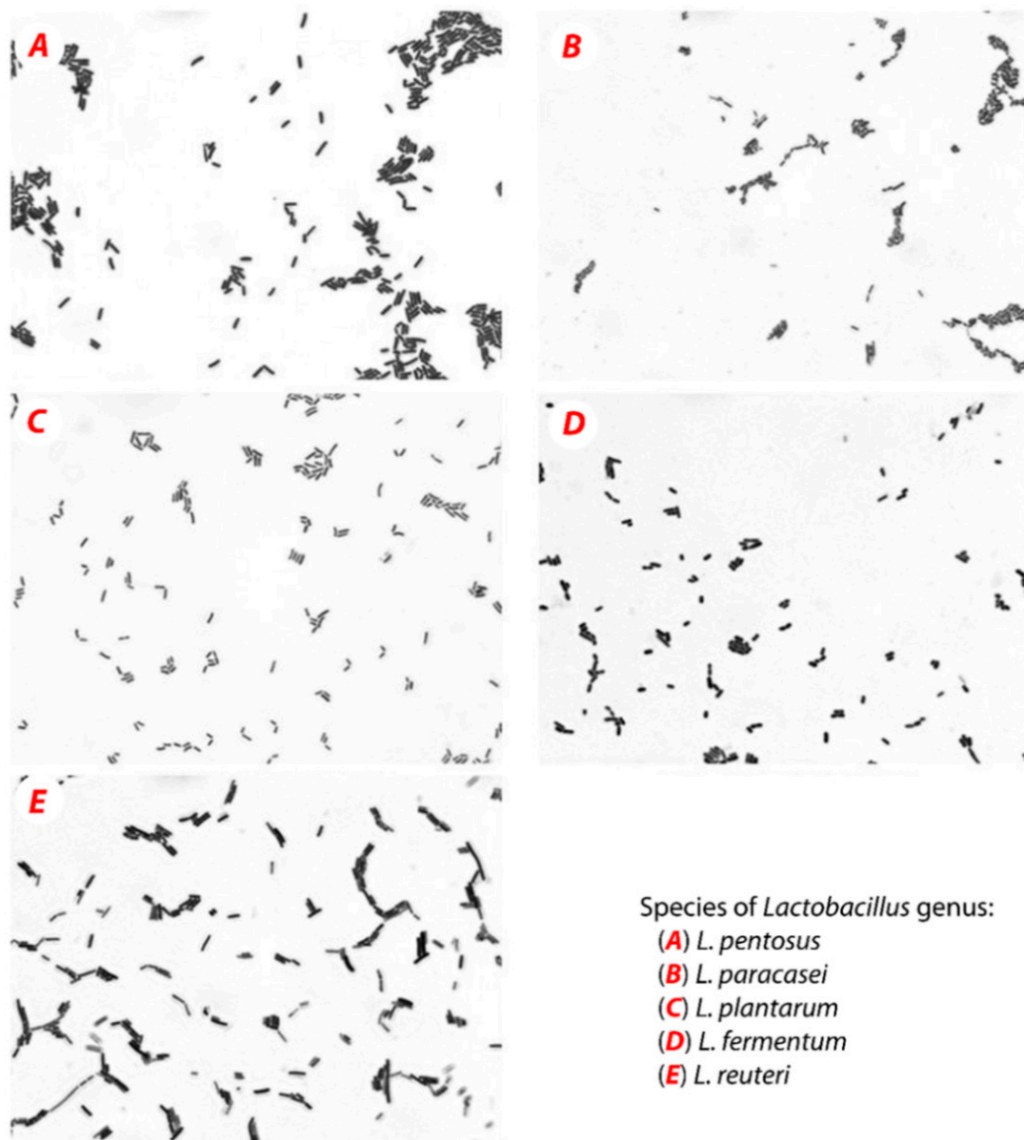 A
B
C
D
E
Species of Lactobacillus genus:
(A) L. pentosus
(B) L. paracasei
(C) L. plantarum
(D) L. fermentum
(E) L. reuteri